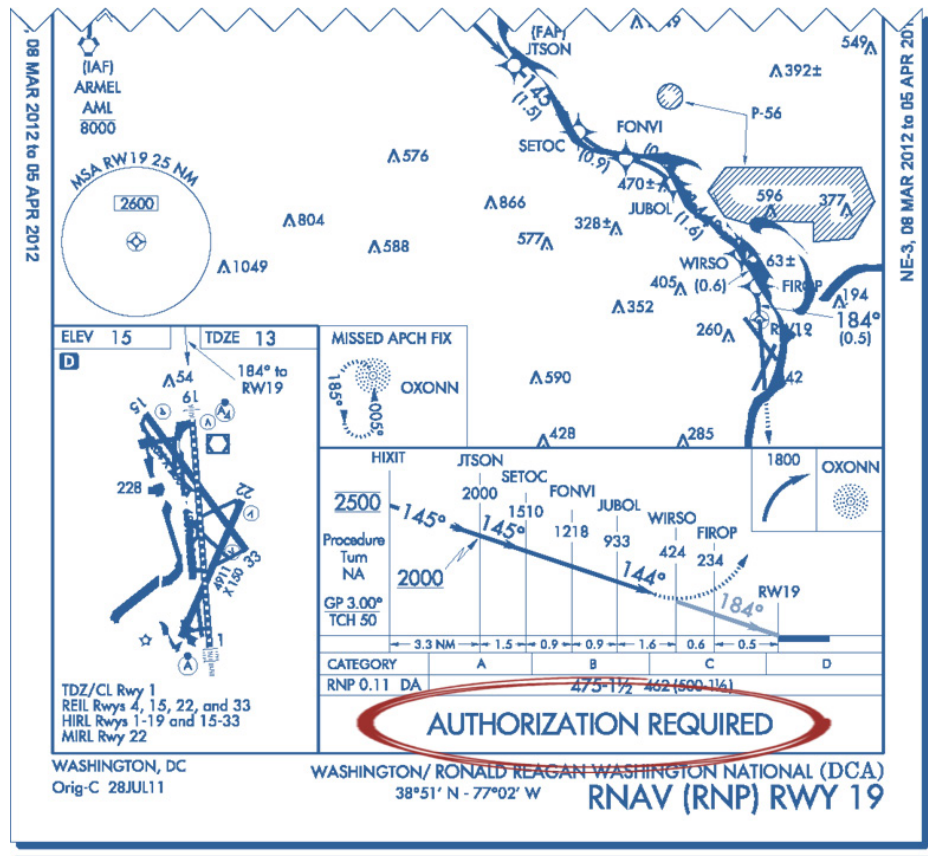 , 08 MAR 2012 to 05 APR 2012
NE-3, 08 MAR 2012 to 05 APR 201
(IAF)
ARMEL
AML
8000
MSA RW19 25 NM
2600
(FAF)
JTSON
145
(1.5)
SETOC
(0.9)
FONVI
470±
JUBOL
(1.6)
WIRSO
(0.6)
FIROP
63±
184°
(0.5)
RW19
P-56
549
392±
596
377
194
576
866
804
588
577
328±
1049
405
352
260
42
590
428
285
ELEV 15
TDZE 13
D
184° to
RW19
54
15
19
A
V
228
22
33
4911
X 150
1
A
TDZ/CL Rwy 1
REIL Rwys 4, 15, 22, and 33
HIRL Rwys 1-19 and 15-33
MIRL Rwy 22
MISSED APCH FIX
OXONN
185°
005°
1800
OXONN
HIXIT
JTSON
SETOC
FONVI
JUBOL
WIRSO
FIROP
RW19
2500
2000
1510
1218
933
424
234
145°
145°
144°
184°
2000
Procedure
Turn
NA
GP 3.00°
TCH 50
3.3 NM 1.5 0.9 0.9 1.6 0.6 0.5
CATEGORY A B C D
RNP 0.11 DA 475-1½ 462 (500-1½)
AUTHORIZATION REQUIRED
WASHINGTON, DC
Orig-C 28JUL11
WASHINGTON/ RONALD REAGAN WASHINGTON NATIONAL (DCA)
38°51' N - 77°02' W
RNAV (RNP) RWY 19